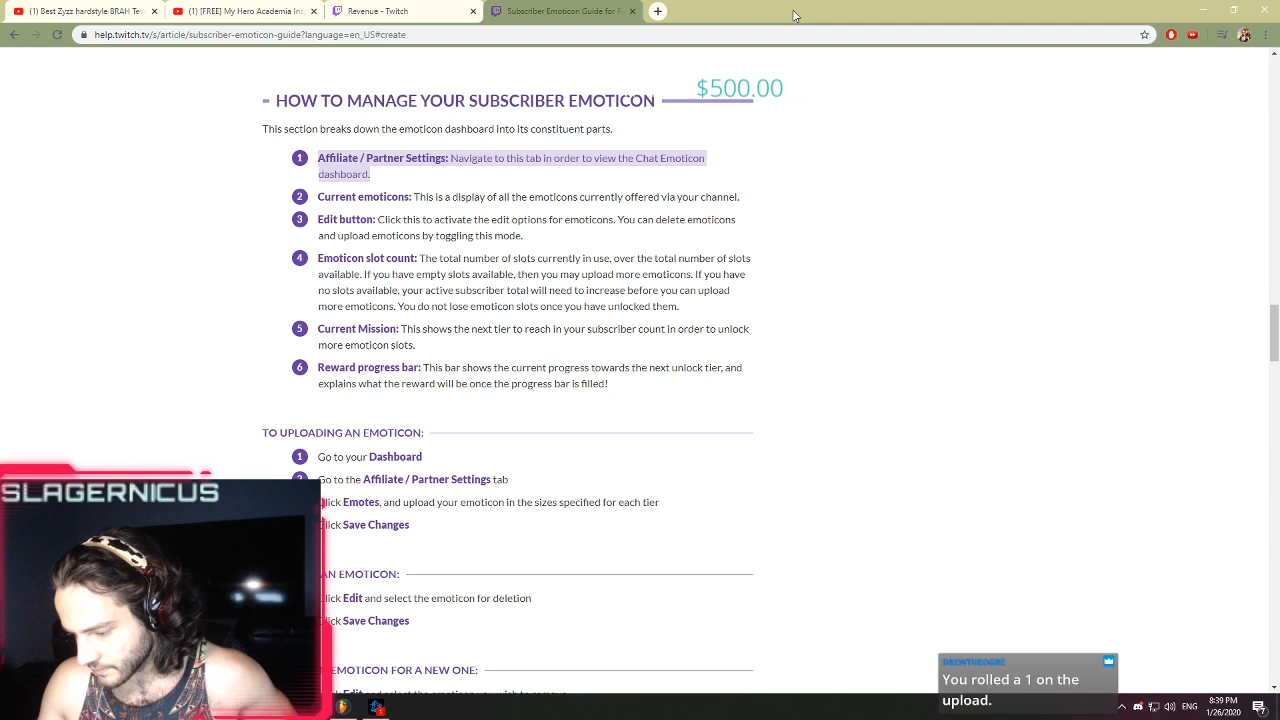 (1) Best Zyzz hardstyle BRAH Tev
(1) [FREE] My Hero Academia Ins
Revenue - Twitch
Subscriber Emoticon Guide for P
help.twitch.tv/s/article/subscriber-emoticon-guide?language=en_US#create
$500.00
HOW TO MANAGE YOUR SUBSCRIBER EMOTICON
This section breaks down the emoticon dashboard into its constituent parts.
1 Affiliate / Partner Settings: Navigate to this tab in order to view the Chat Emoticon
dashboard.
2 Current emoticons: This is a display of all the emoticons currently offered via your channel.
3 Edit button: Click this to activate the edit options for emoticons. You can delete emoticons
and upload emoticons by toggling this mode.
4 Emoticon slot count: The total number of slots currently in use, over the total number of slots
available. If you have empty slots available, then you may upload more emoticons. If you have
no slots available, your active subscriber total will need to increase before you can upload
more emoticons. You do not lose emoticon slots once you have unlocked them.
5 Current Mission: This shows the next tier to reach in your subscriber count in order to unlock
more emoticon slots.
6 Reward progress bar: This bar shows the current progress towards the next unlock tier, and
explains what the reward will be once the progress bar is filled!
TO UPLOADING AN EMOTICON:
1 Go to your Dashboard
Go to the Affiliate / Partner Settings tab
lick Emotes, and upload your emoticon in the sizes specified for each tier
lick Save Changes
SLAGERNICUS
AN EMOTICON:
lick Edit and select the emoticon for deletion
lick Save Changes
EMOTICON FOR A NEW ONE:
DREWTHEOGRE
You rolled a 1 on the
upload.
ENG
8:39 PM
1/26/2020